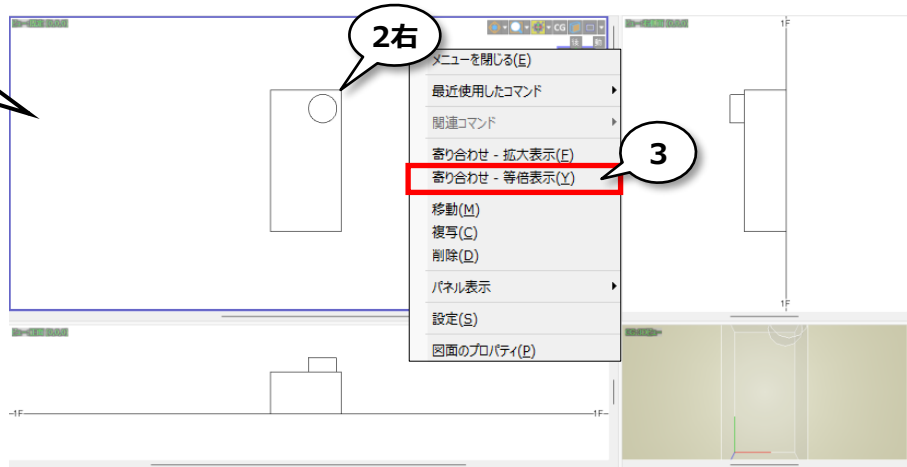 CG
1F
2右
メニューを閉じる(E)
最近使用したコマンド
関連コマンド
寄り合わせ - 拡大表示(F)
寄り合わせ - 等倍表示(Y)
3
移動(M)
複写(C)
削除(D)
パネル表示
設定(S)
図面のプロパティ(P)
1F
1F
1F